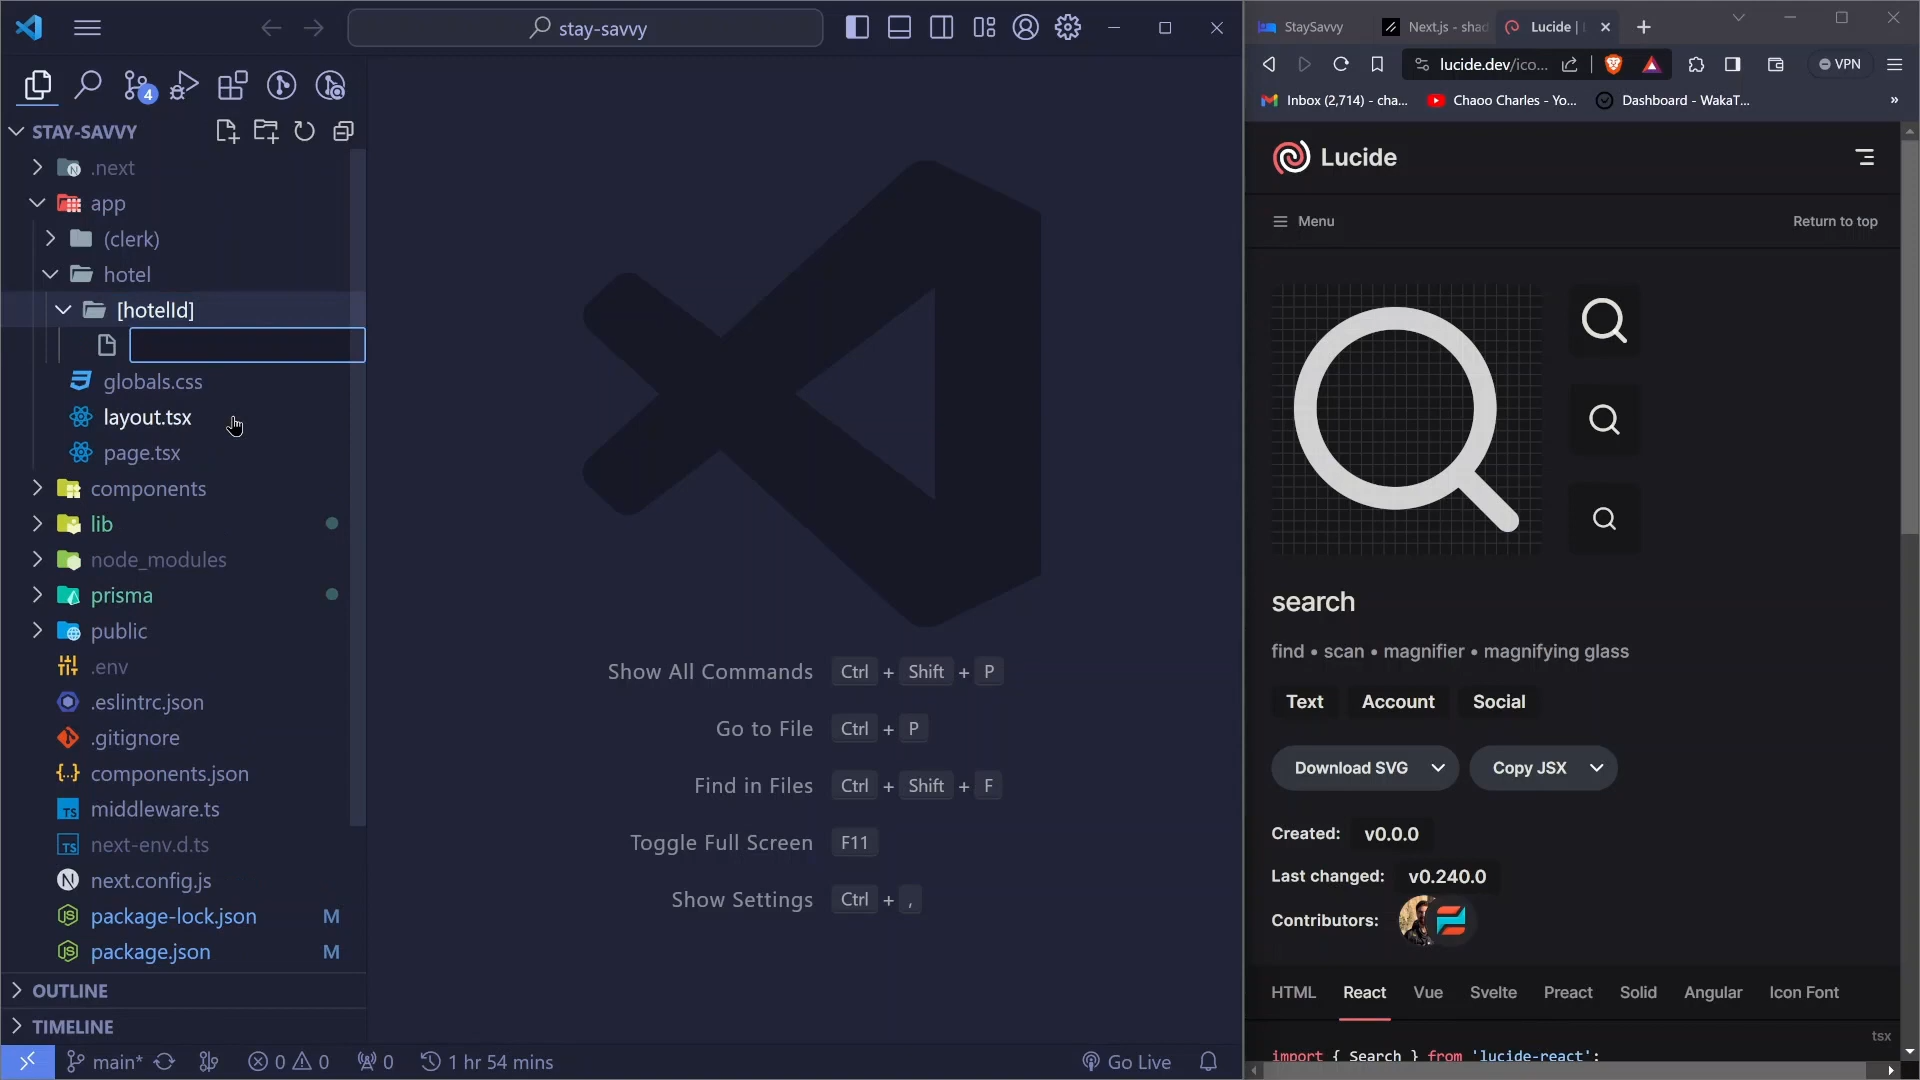 stay-savvy
STAY-SAVVY
.next
app
(clerk)
hotel
[hotelId]
globals.css
layout.tsx
page.tsx
components
lib
node_modules
prisma
public
.env
.eslintrc.json
.gitignore
components.json
middleware.ts
next-env.d.ts
next.config.js
package-lock.json M
package.json M
OUTLINE
TIMELINE
main* 0 0 0 1 hr 54 mins Go Live
4
Show All Commands Ctrl + Shift + P
Go to File Ctrl + P
Find in Files Ctrl + Shift + F
Toggle Full Screen F11
Show Settings Ctrl + ,
StaySavvy Next.js - shad Lucide |
lucide.dev/ico... VPN
Inbox (2,714) - cha... Chaoo Charles - Yo... Dashboard - WakaT... »
Lucide
Menu Return to top
search
find • scan • magnifier • magnifying glass
Text Account Social
Download SVG Copy JSX
Created: v0.0.0
Last changed: v0.240.0
Contributors:
HTML React Vue Svelte Preact Solid Angular Icon Font
tsx
import { Search } from 'lucide-react';